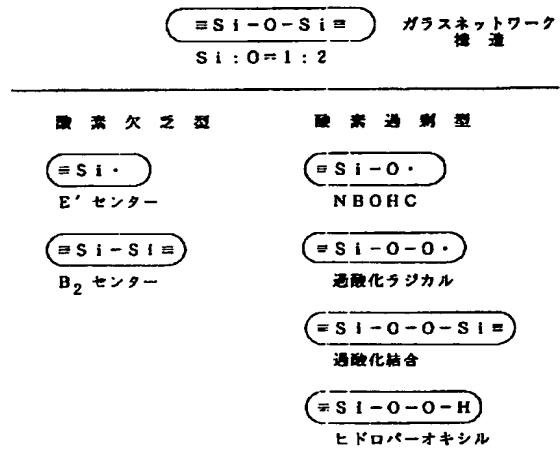 ≡Si-O-Si≡ ガラスネットワーク
構造
Si:O=1:2
酸素欠乏型
≡Si・
E′センター
≡Si-Si≡
B2センター
酸素過剰型
≡Si-O・
NBOHC
≡Si-O-O・
過酸化ラジカル
≡Si-O-O-Si≡
過酸化結合
≡Si-O-O-H
ヒドロパーオキシル